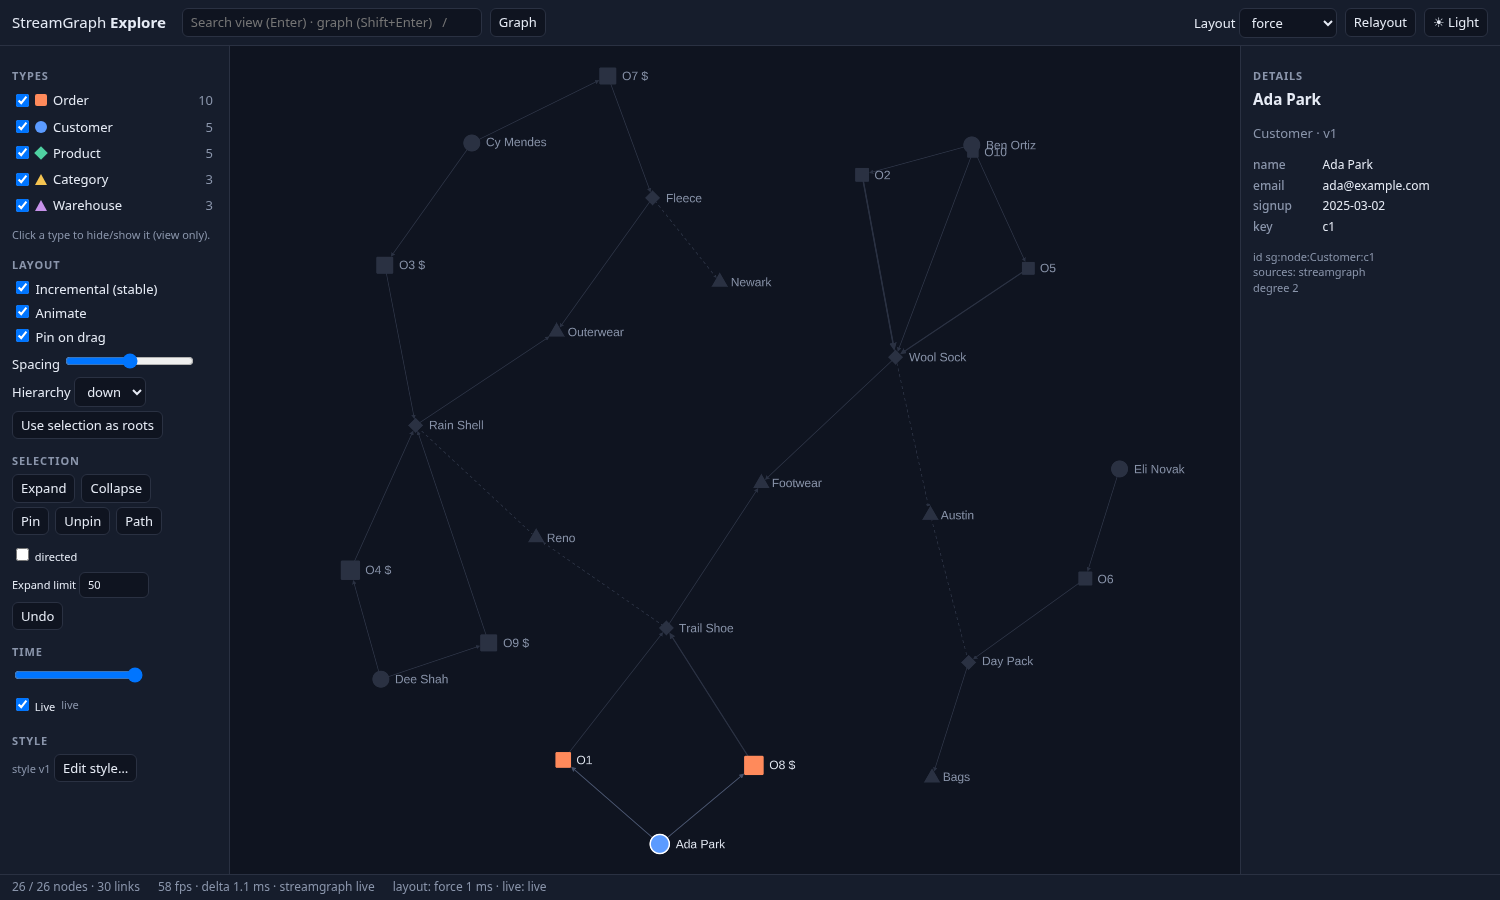 StreamGraph Explore
Search view (Enter) · graph (Shift+Enter) /
Graph
Layout force
Relayout
☀ Light
TYPES
Order 10
Customer 5
Product 5
Category 3
Warehouse 3
Click a type to hide/show it (view only).
LAYOUT
Incremental (stable)
Animate
Pin on drag
Spacing
Hierarchy down
Use selection as roots
SELECTION
Expand Collapse
Pin Unpin Path
directed
Expand limit 50
Undo
TIME
Live live
STYLE
style v1 Edit style...
O7 $
Cy Mendes
Ben Ortiz
O10
O2
Fleece
O3 $
O5
Newark
Outerwear
Wool Sock
Rain Shell
Eli Novak
Footwear
Austin
Reno
O4 $
O6
Trail Shoe
O9 $
Day Pack
Dee Shah
O1
O8 $
Bags
Ada Park
DETAILS
Ada Park
Customer · v1
name Ada Park
email ada@example.com
signup 2025-03-02
key c1
id sg:node:Customer:c1
sources: streamgraph
degree 2
26 / 26 nodes · 30 links 58 fps · delta 1.1 ms · streamgraph live layout: force 1 ms · live: live